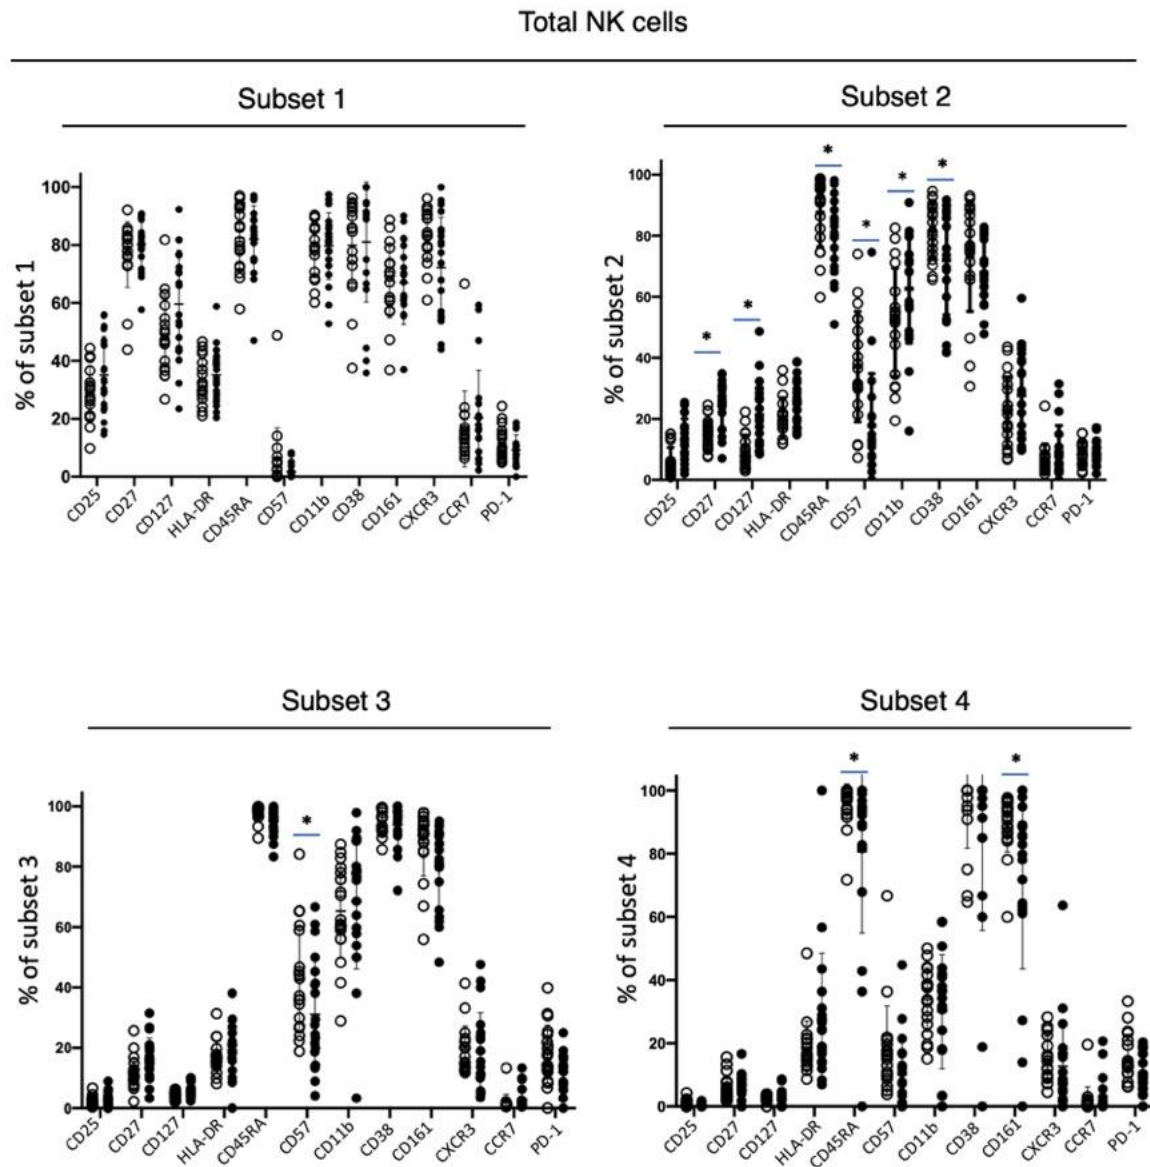 Total NK cells
Subset 1
Subset 2
% of subset 1
100
80
60
40
20
0
CD25
CD27
CD127
HLA-DR
CD45RA
CD57
CD11b
CD38
CD161
CXCR3
CCR7
PD-1
% of subset 2
100
80
60
40
20
0
*
*
*
*
*
*
CD25
CD27
CD127
HLA-DR
CD45RA
CD57
CD11b
CD38
CD161
CXCR3
CCR7
PD-1
Subset 3
Subset 4
% of subset 3
100
80
60
40
20
0
*
CD25
CD27
CD127
HLA-DR
CD45RA
CD57
CD11b
CD38
CD161
CXCR3
CCR7
PD-1
% of subset 4
100
80
60
40
20
0
*
*
CD25
CD27
CD127
HLA-DR
CD45RA
CD57
CD11b
CD38
CD161
CXCR3
CCR7
PD-1